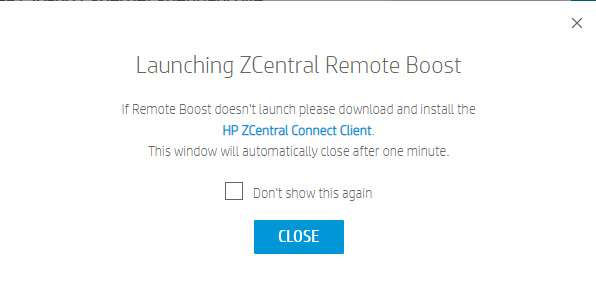 Launching ZCentral Remote Boost
If Remote Boost doesn't launch please download and install the
HP ZCentral Connect Client.
This window will automatically close after one minute.
Don't show this again
CLOSE